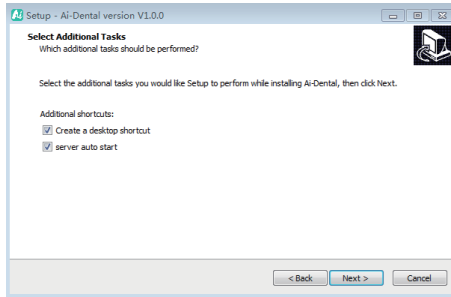 Ai Setup - Ai-Dental version V1.0.0
Select Additional Tasks
Which additional tasks should be performed?
Select the additional tasks you would like Setup to perform while installing Ai-Dental, then click Next.
Additional shortcuts:
Create a desktop shortcut
server auto start
< Back Next > Cancel